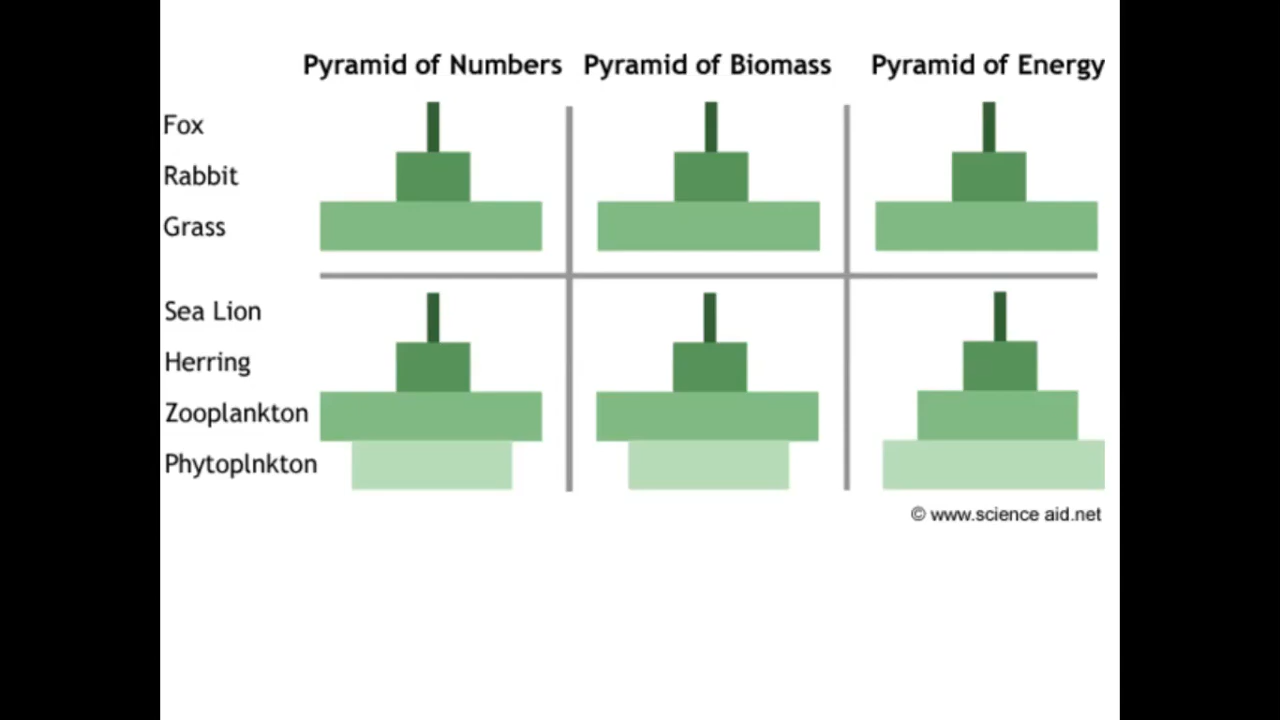 Pyramid of Numbers Pyramid of Biomass Pyramid of Energy
Fox
Rabbit
Grass
Sea Lion
Herring
Zooplankton
Phytoplnkton
© www.science aid.net